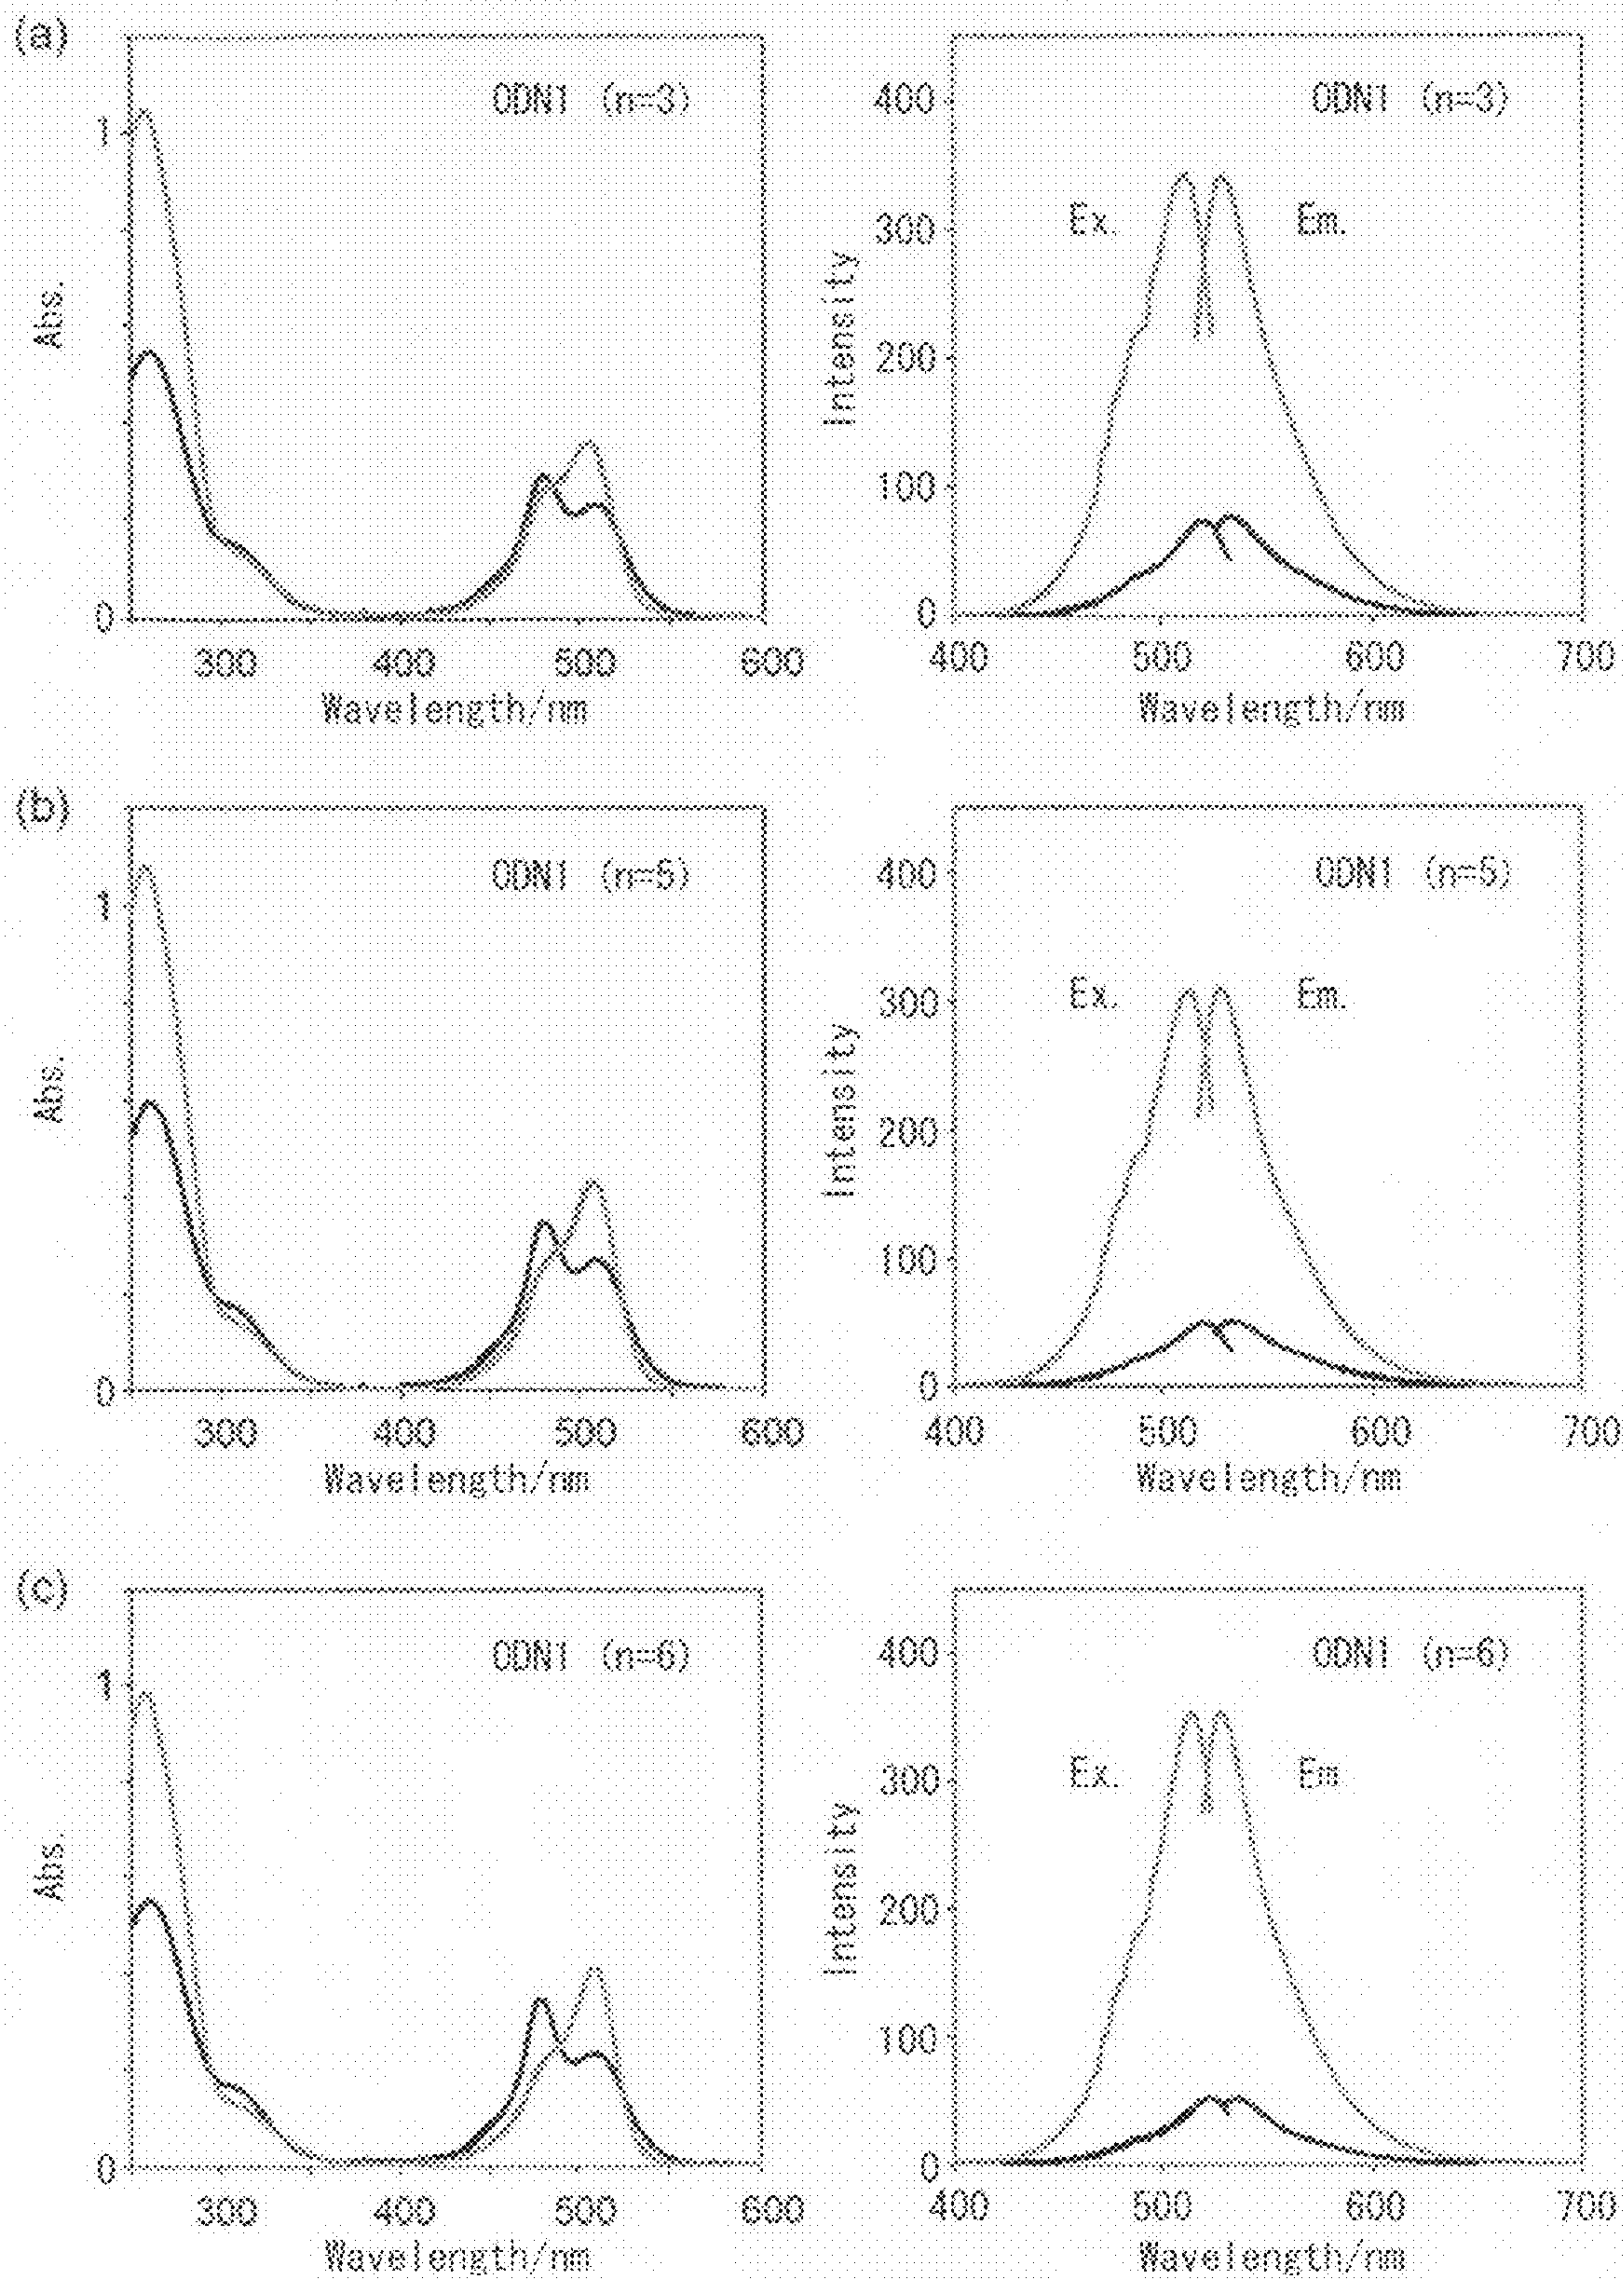 (a)
ODN1 (n=3)
Abs.
1
0
300 400 500 600
Wavelength/nm
ODN1 (n=3)
Ex. Em.
Intensity
400
300
200
100
0
400 500 600 700
Wavelength/nm
(b)
ODN1 (n=5)
Abs.
1
0
300 400 500 600
Wavelength/nm
ODN1 (n=5)
Ex. Em.
Intensity
400
300
200
100
0
400 500 600 700
Wavelength/nm
(c)
ODN1 (n=6)
Abs.
1
0
300 400 500 600
Wavelength/nm
ODN1 (n=6)
Ex. Em
Intensity
400
300
200
100
0
400 500 600 700
Wavelength/nm